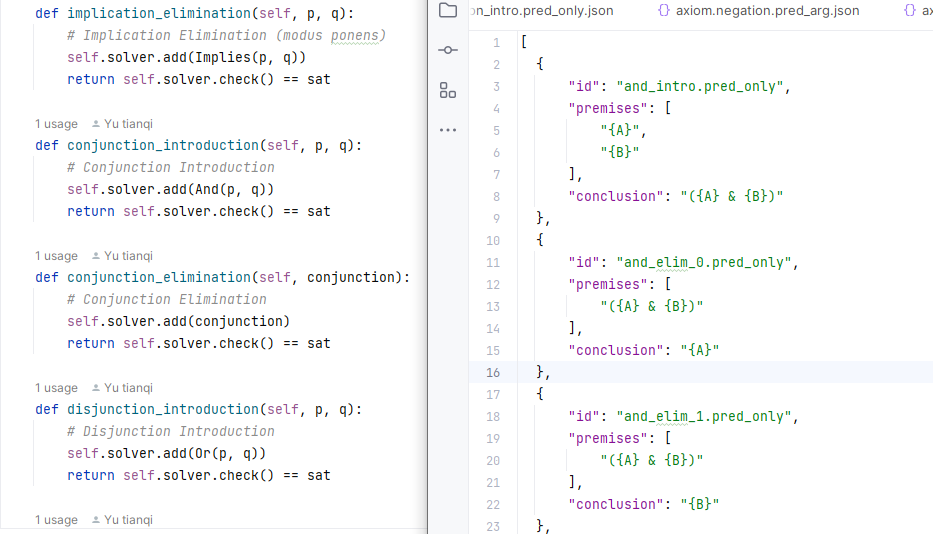 def implication_elimination(self, p, q):
# Implication Elimination (modus ponens)
self.solver.add(Implies(p, q))
return self.solver.check() == sat
1 usage Yu tianqi
def conjunction_introduction(self, p, q):
# Conjunction Introduction
self.solver.add(And(p, q))
return self.solver.check() == sat
1 usage Yu tianqi
def conjunction_elimination(self, conjunction):
# Conjunction Elimination
self.solver.add(conjunction)
return self.solver.check() == sat
1 usage Yu tianqi
def disjunction_introduction(self, p, q):
# Disjunction Introduction
self.solver.add(Or(p, q))
return self.solver.check() == sat
1 usage Yu tianqi
on_intro.pred_only.json {} axiom.negation.pred_arg.json {} ax
1 [
2 {
3 "id": "and_intro.pred_only",
4 "premises": [
5 "{A}",
6 "{B}"
7 ],
8 "conclusion": "({A} & {B})"
9 },
10 {
11 "id": "and_elim_0.pred_only",
12 "premises": [
13 "({A} & {B})"
14 ],
15 "conclusion": "{A}"
16 },
17 {
18 "id": "and_elim_1.pred_only",
19 "premises": [
20 "({A} & {B})"
21 ],
22 "conclusion": "{B}"
23 },